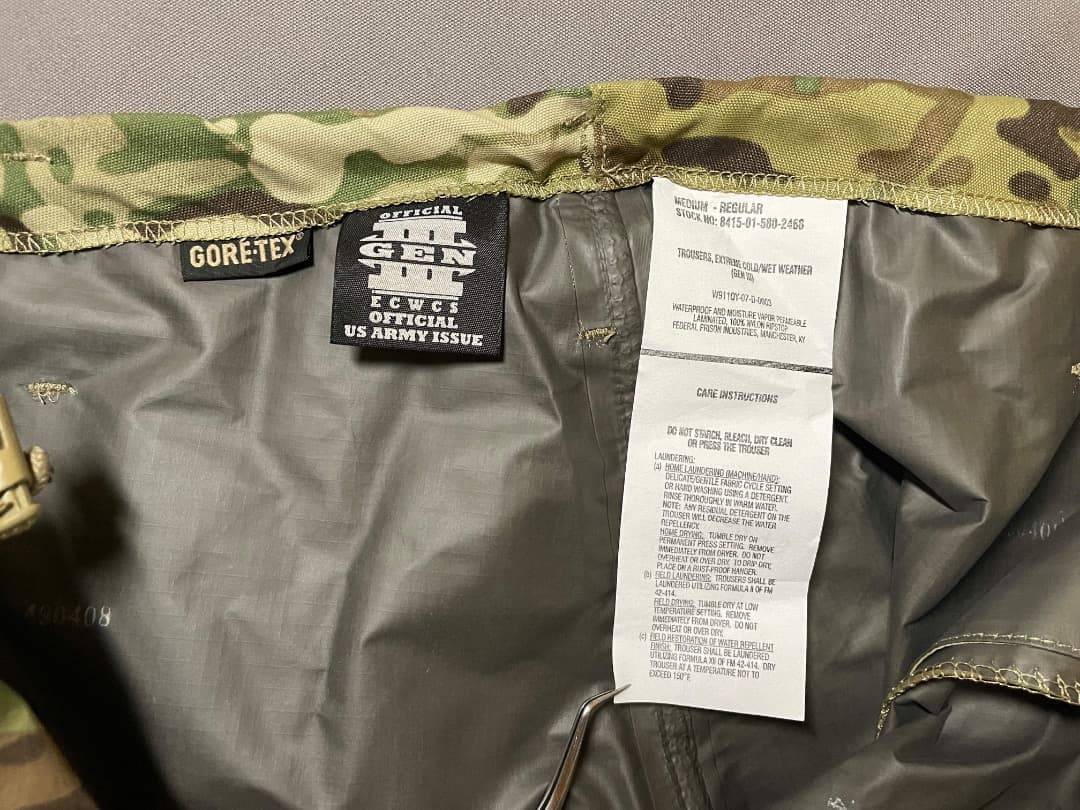 GORE-TEX®
OFFICIAL
III
GEN
III
ECWCS
OFFICIAL
US ARMY ISSUE
MEDIUM - REGULAR
STOCK NO: 8415-01-580-2468
TROUSERS, EXTREME COLD/WET WEATHER
(GEN III)
W911QY-07-D-0003
WATERPROOF AND MOISTURE VAPOR PERMEABLE
LAMINATED, 100% NYLON RIPSTOP
FEDERAL PRISON INDUSTRIES, MANCHESTER, KY
CARE INSTRUCTIONS
DO NOT STARCH, BLEACH, DRY CLEAN
OR PRESS THE TROUSER
LAUNDERING:
(a) HOME LAUNDERING (MACHINE/HAND):
DELICATE/GENTLE FABRIC CYCLE SETTING
OR HAND WASHING USING A DETERGENT.
RINSE THOROUGHLY IN WARM WATER.
NOTE: ANY RESIDUAL DETERGENT ON THE
TROUSER WILL DECREASE THE WATER
REPELLENCY.
HOME DRYING: TUMBLE DRY ON
PERMANENT PRESS SETTING. REMOVE
IMMEDIATELY FROM DRYER. DO NOT
OVERHEAT OR OVER DRY. TO DRIP DRY,
PLACE ON A RUST-PROOF HANGER.
(b) FIELD LAUNDERING: TROUSERS SHALL BE
LAUNDERED UTILIZING FORMULA II OF FM
42-414.
FIELD DRYING: TUMBLE DRY AT LOW
TEMPERATURE SETTING. REMOVE
IMMEDIATELY FROM DRYER. DO NOT
OVERHEAT OR OVER DRY.
(c) FIELD RESTORATION OF WATER REPELLENT
FINISH: TROUSER SHALL BE LAUNDERED
UTILIZING FORMULA XII OF FM 42-414. DRY
TROUSER AT A TEMPERATURE NOT TO
EXCEED 150°F.
490408